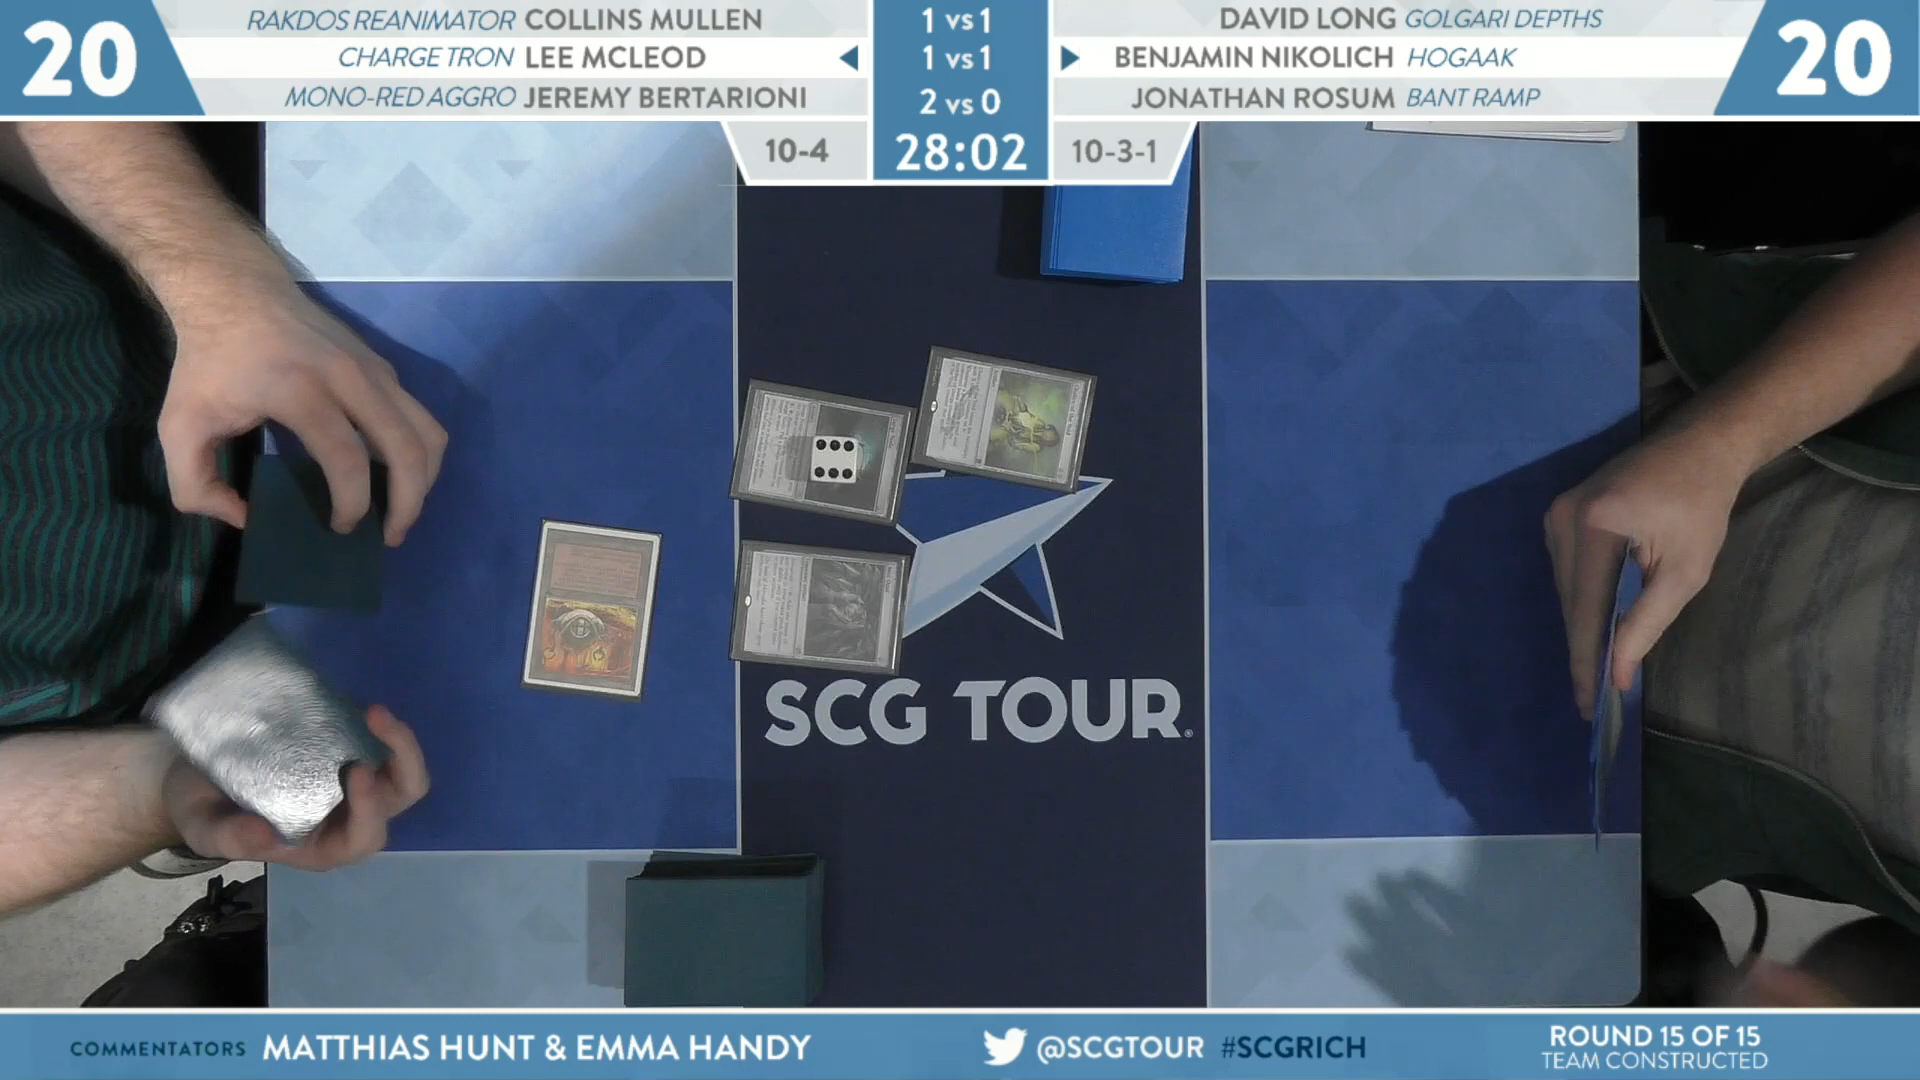 20
RAKDOS REANIMATOR COLLINS MULLEN
CHARGE TRON LEE MCLEOD
MONO-RED AGGRO JEREMY BERTARIONI
1 vs 1
1 vs 1
2 vs 0
28:02
10-4
10-3-1
DAVID LONG GOLGARI DEPTHS
BENJAMIN NIKOLICH HOGAAK
JONATHAN ROSUM BANT RAMP
20
SCG TOUR®
COMMENTATORS MATTHIAS HUNT & EMMA HANDY
@SCGTOUR #SCGRICH
ROUND 15 OF 15
TEAM CONSTRUCTED